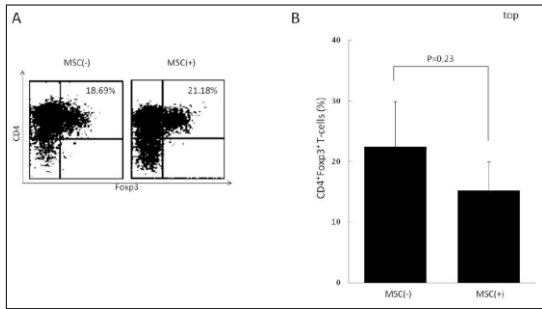 A
MSC(-)
MSC(+)
18.69%
21.18%
CD4
Foxp3
B
top
P=0.23
CD4+Foxp3+T-cells (%)
40
30
20
10
0
MSC(-)
MSC(+)